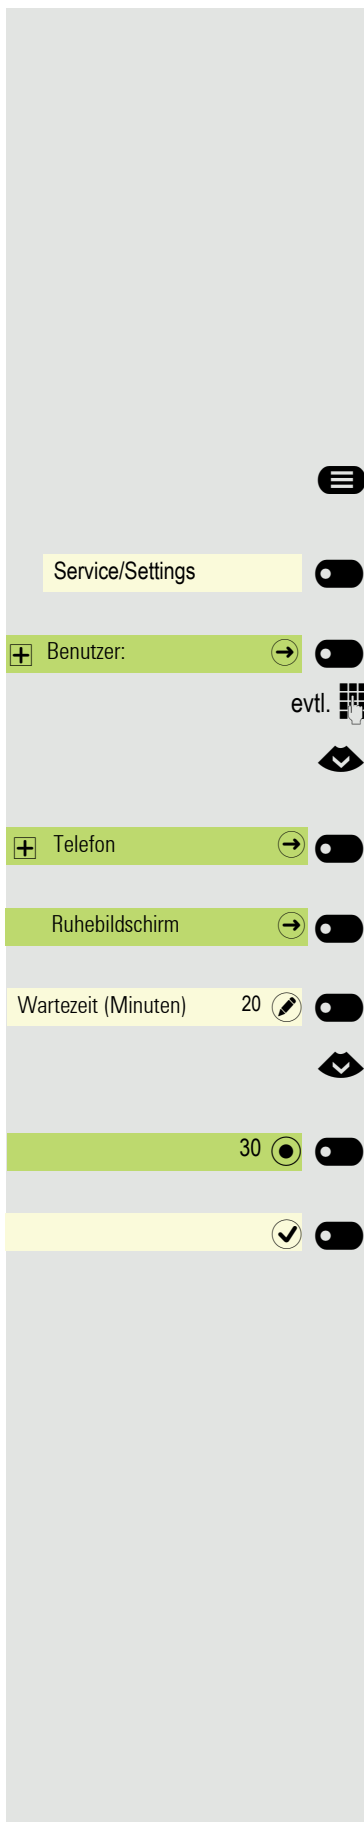 Service/Settings
Benutzer:
evtl.
Telefon
Ruhebildschirm
Wartezeit (Minuten) 20
30